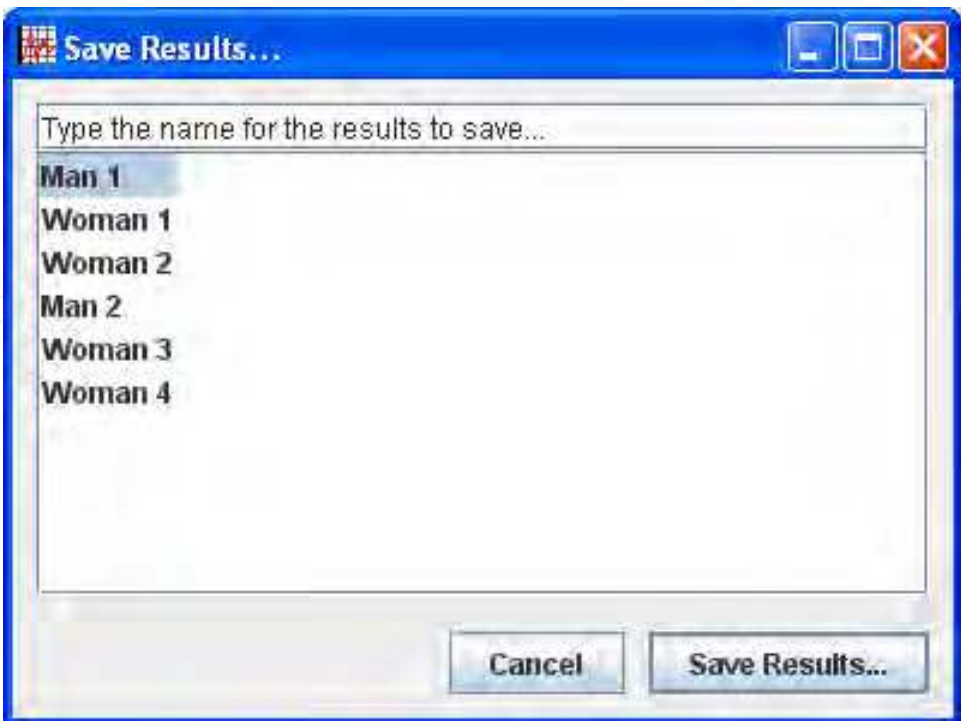 Save Results...
Type the name for the results to save...
Man 1
Woman 1
Woman 2
Man 2
Woman 3
Woman 4
Cancel Save Results...